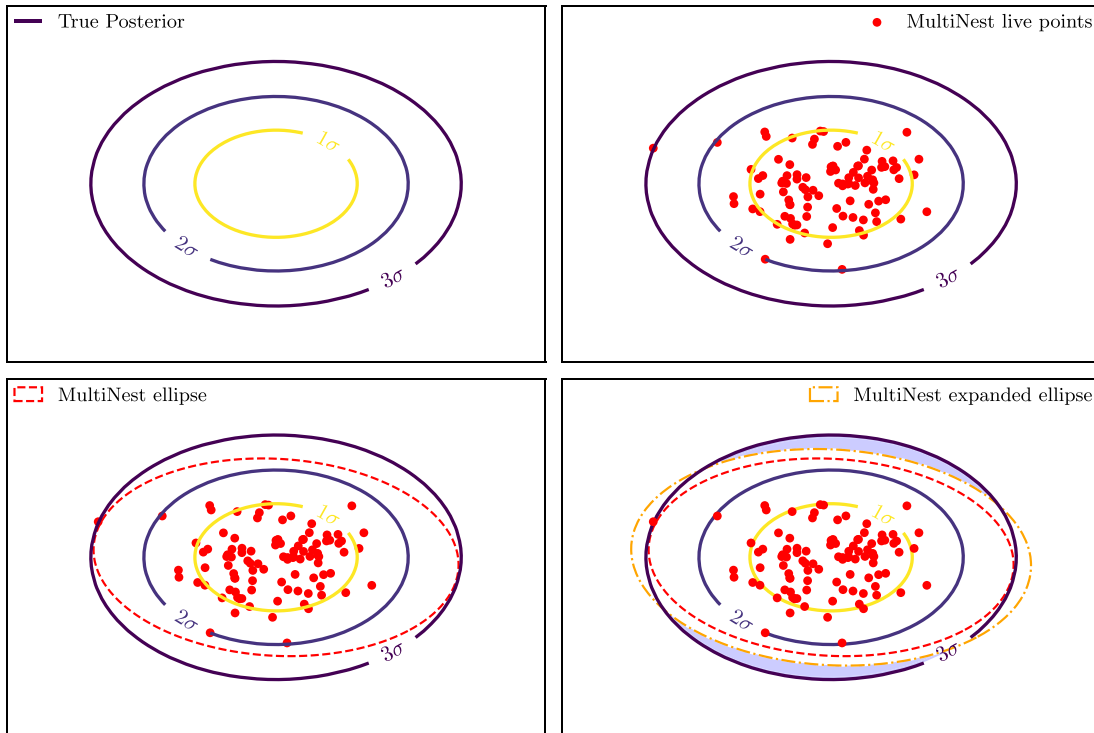 True Posterior
1σ
2σ
3σ
MultiNest live points
1σ
2σ
3σ
MultiNest ellipse
1σ
2σ
3σ
MultiNest expanded ellipse
1σ
2σ
3σ